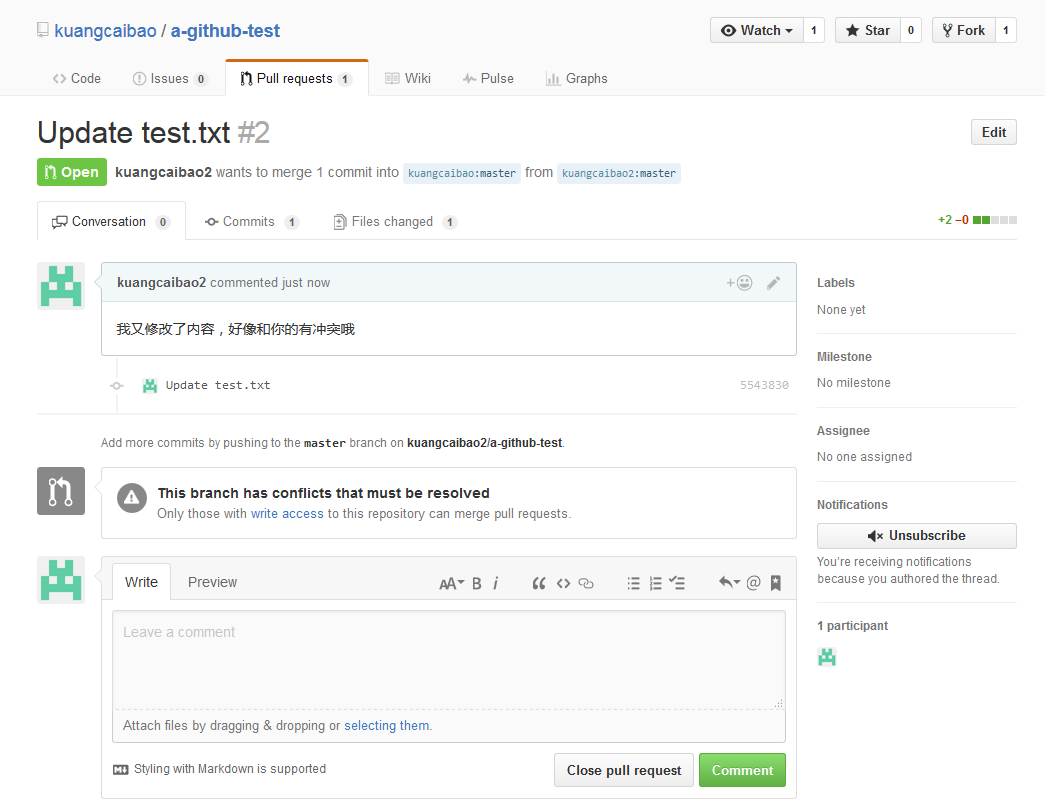 kuangcaibao / a-github-test
Watch 1 Star 0 Fork 1
Code Issues 0 Pull requests 1 Wiki Pulse Graphs
Update test.txt #2
Edit
Open kuangcaibao2 wants to merge 1 commit into kuangcaibao:master from kuangcaibao2:master
Conversation 0 Commits 1 Files changed 1 +2 −0
kuangcaibao2 commented just now
我又修改了内容，好像和你的有冲突哦
Update test.txt 5543830
Add more commits by pushing to the master branch on kuangcaibao2/a-github-test.
This branch has conflicts that must be resolved
Only those with write access to this repository can merge pull requests.
Write Preview AA B i
Leave a comment
Attach files by dragging & dropping or selecting them.
Styling with Markdown is supported
Close pull request Comment
Labels
None yet
Milestone
No milestone
Assignee
No one assigned
Notifications
Unsubscribe
You're receiving notifications
because you authored the thread.
1 participant